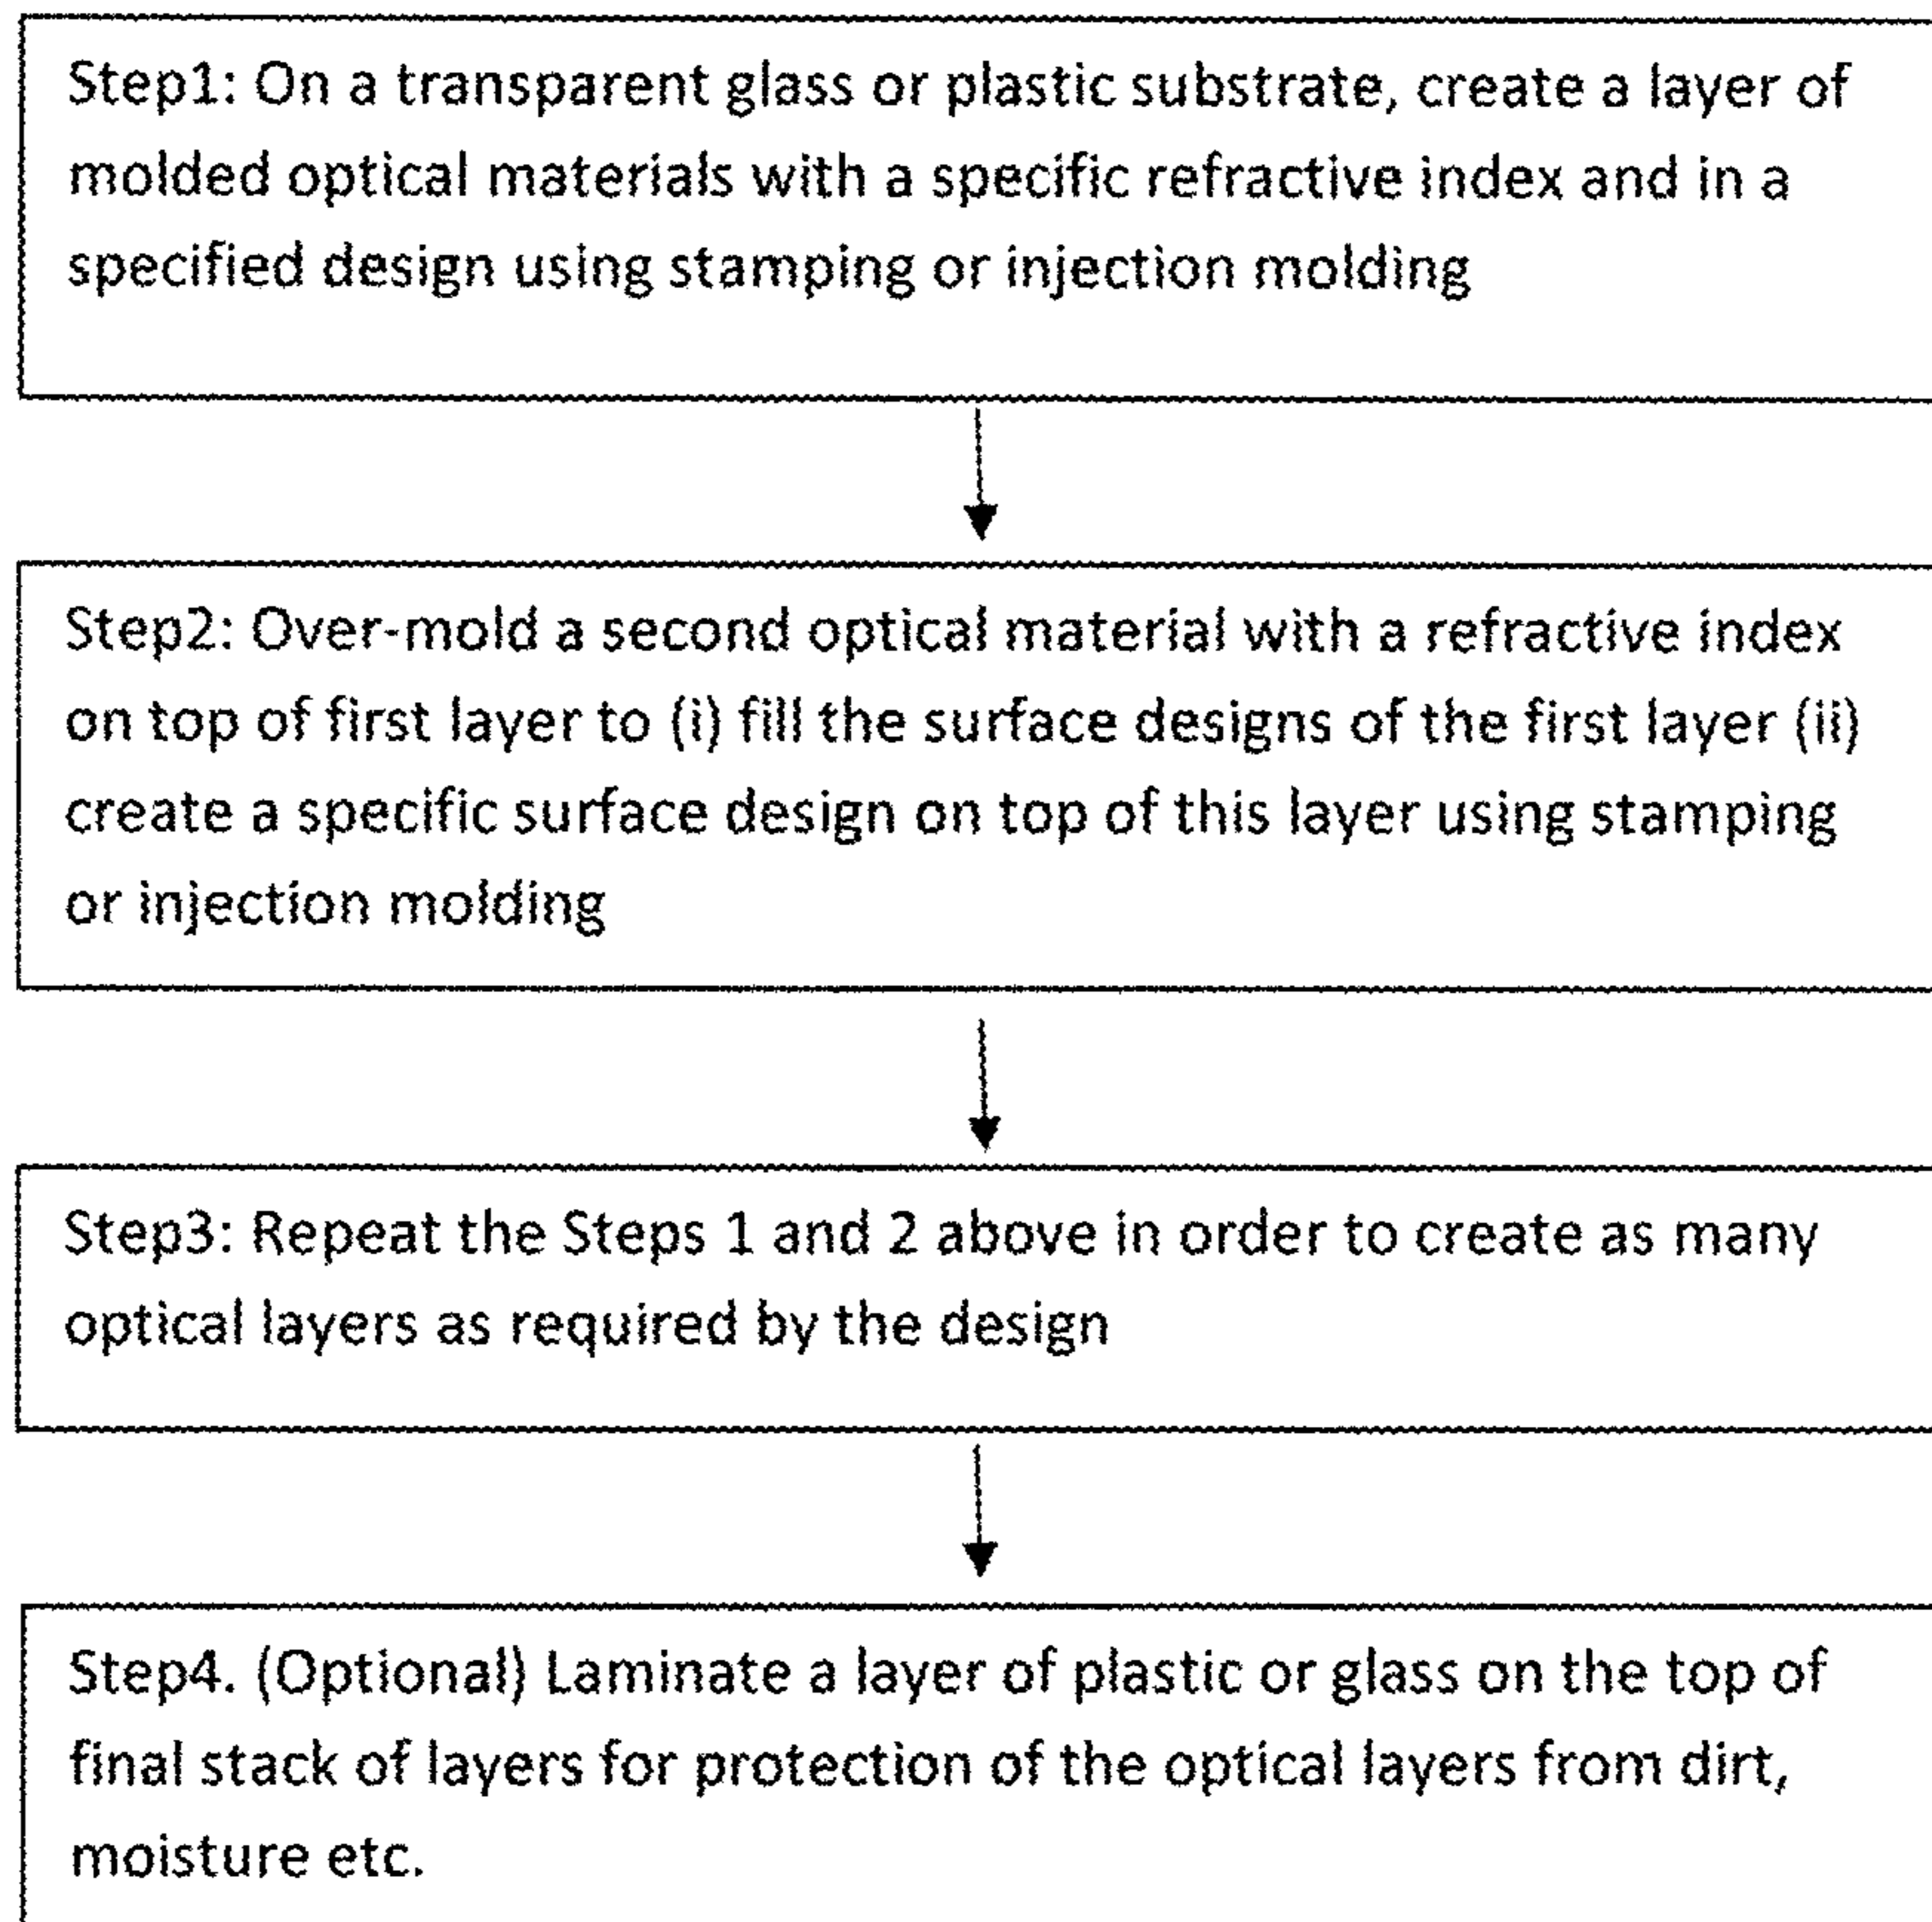 Step1: On a transparent glass or plastic substrate, create a layer of
molded optical materials with a specific refractive index and in a
specified design using stamping or injection molding
Step2: Over-mold a second optical material with a refractive index
on top of first layer to (i) fill the surface designs of the first layer (ii)
create a specific surface design on top of this layer using stamping
or injection molding
Step3: Repeat the Steps 1 and 2 above in order to create as many
optical layers as required by the design
Step4. (Optional) Laminate a layer of plastic or glass on the top of
final stack of layers for protection of the optical layers from dirt,
moisture etc.